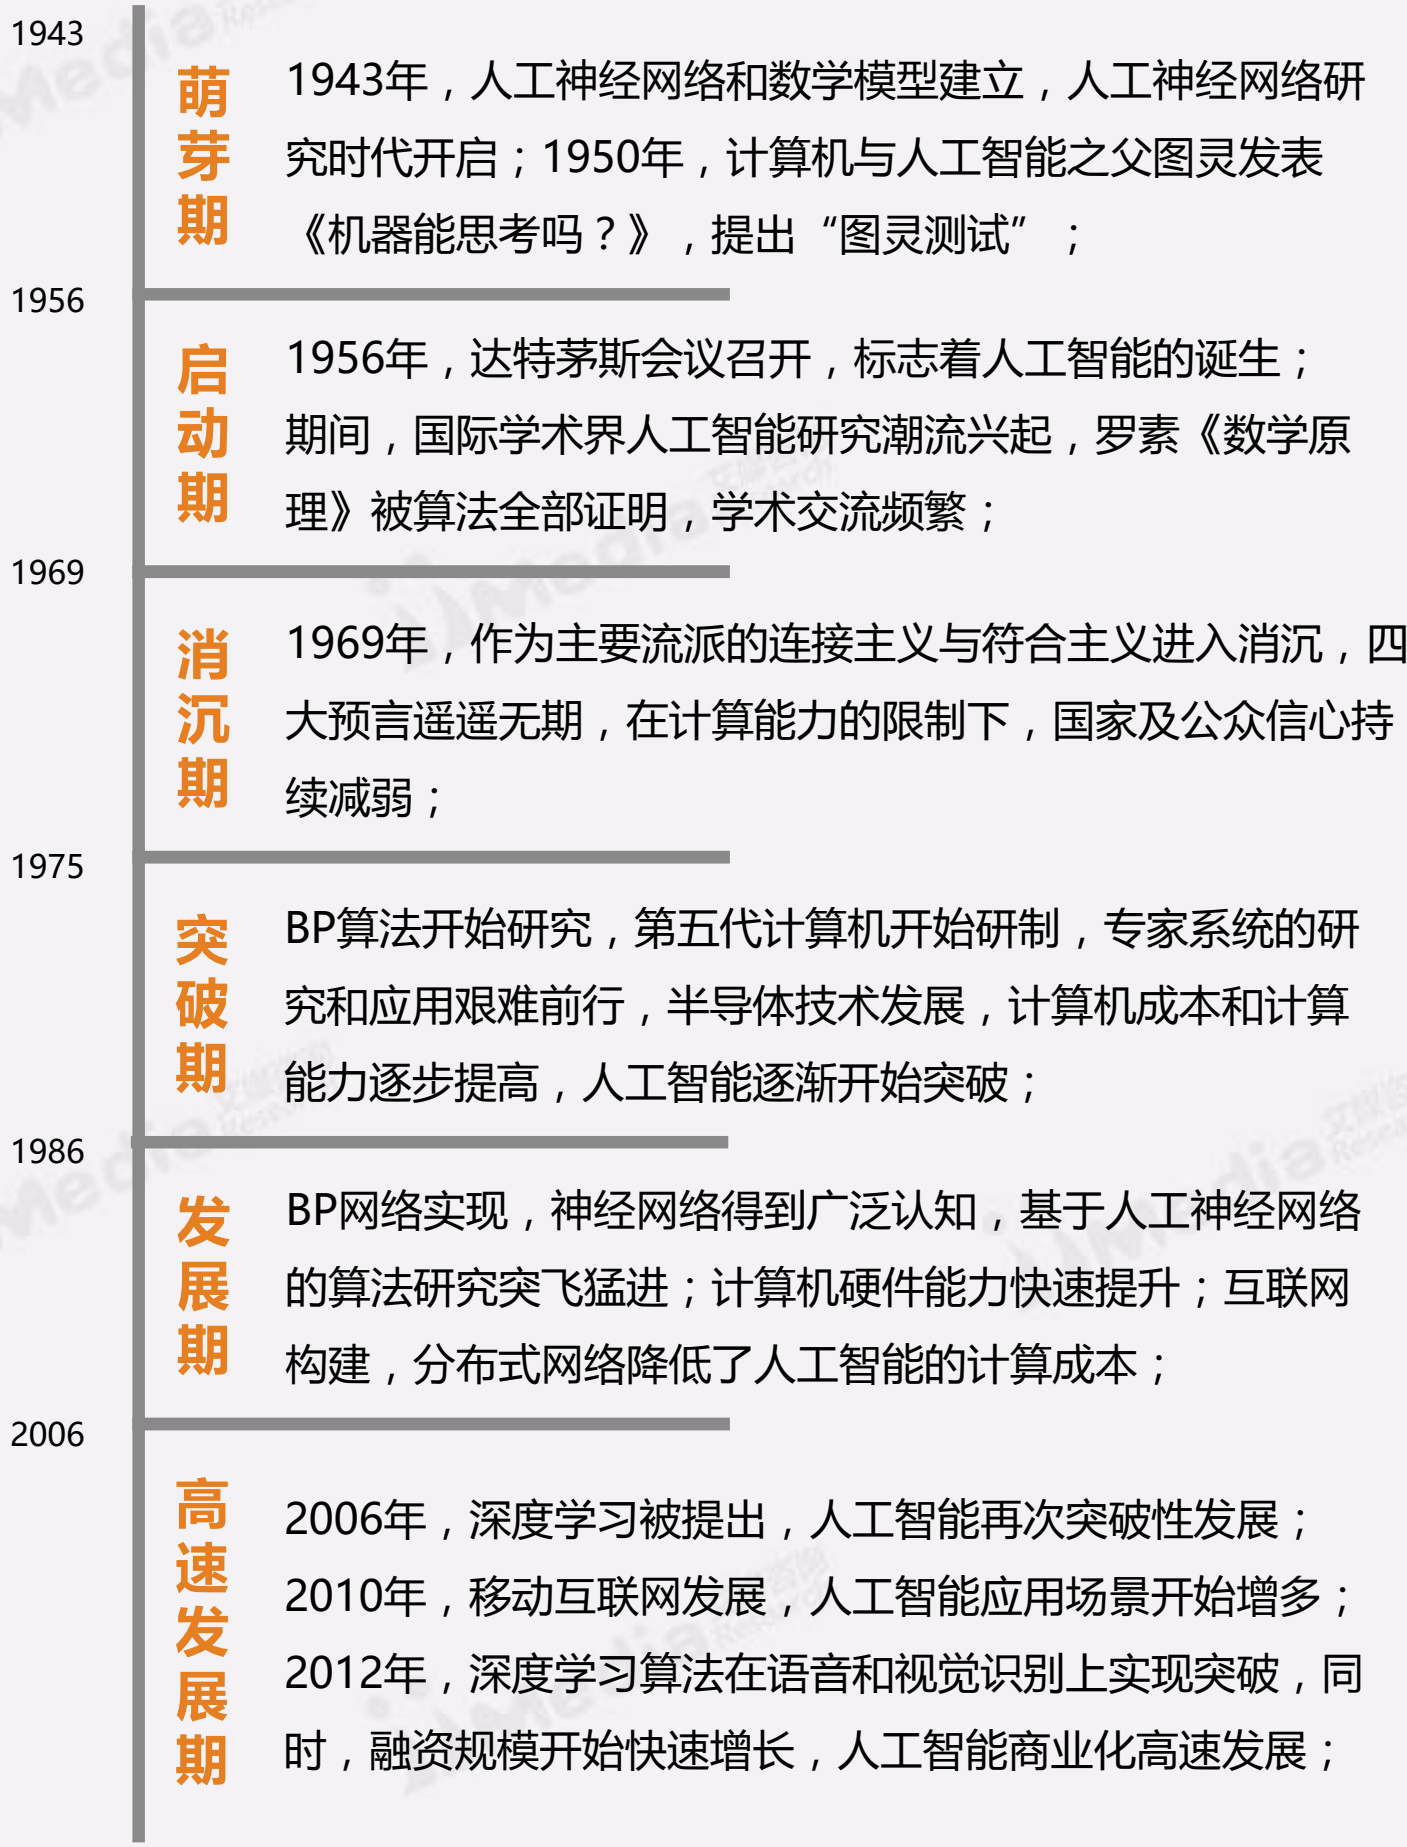 1943
萌芽期
1943年，人工神经网络和数学模型建立，人工神经网络研
究时代开启；1950年，计算机与人工智能之父图灵发表
《机器能思考吗？》，提出“图灵测试”；
1956
启动期
1956年，达特茅斯会议召开，标志着人工智能的诞生；
期间，国际学术界人工智能研究潮流兴起，罗素《数学原
理》被算法全部证明，学术交流频繁；
1969
消沉期
1969年，作为主要流派的连接主义与符合主义进入消沉，四
大预言遥遥无期，在计算能力的限制下，国家及公众信心持
续减弱；
1975
突破期
BP算法开始研究，第五代计算机开始研制，专家系统的研
究和应用艰难前行，半导体技术发展，计算机成本和计算
能力逐步提高，人工智能逐渐开始突破；
1986
发展期
BP网络实现，神经网络得到广泛认知，基于人工神经网络
的算法研究突飞猛进；计算机硬件能力快速提升；互联网
构建，分布式网络降低了人工智能的计算成本；
2006
高速发展期
2006年，深度学习被提出，人工智能再次突破性发展；
2010年，移动互联网发展，人工智能应用场景开始增多；
2012年，深度学习算法在语音和视觉识别上实现突破，同
时，融资规模开始快速增长，人工智能商业化高速发展；
iiMedia Research
艾媒咨询